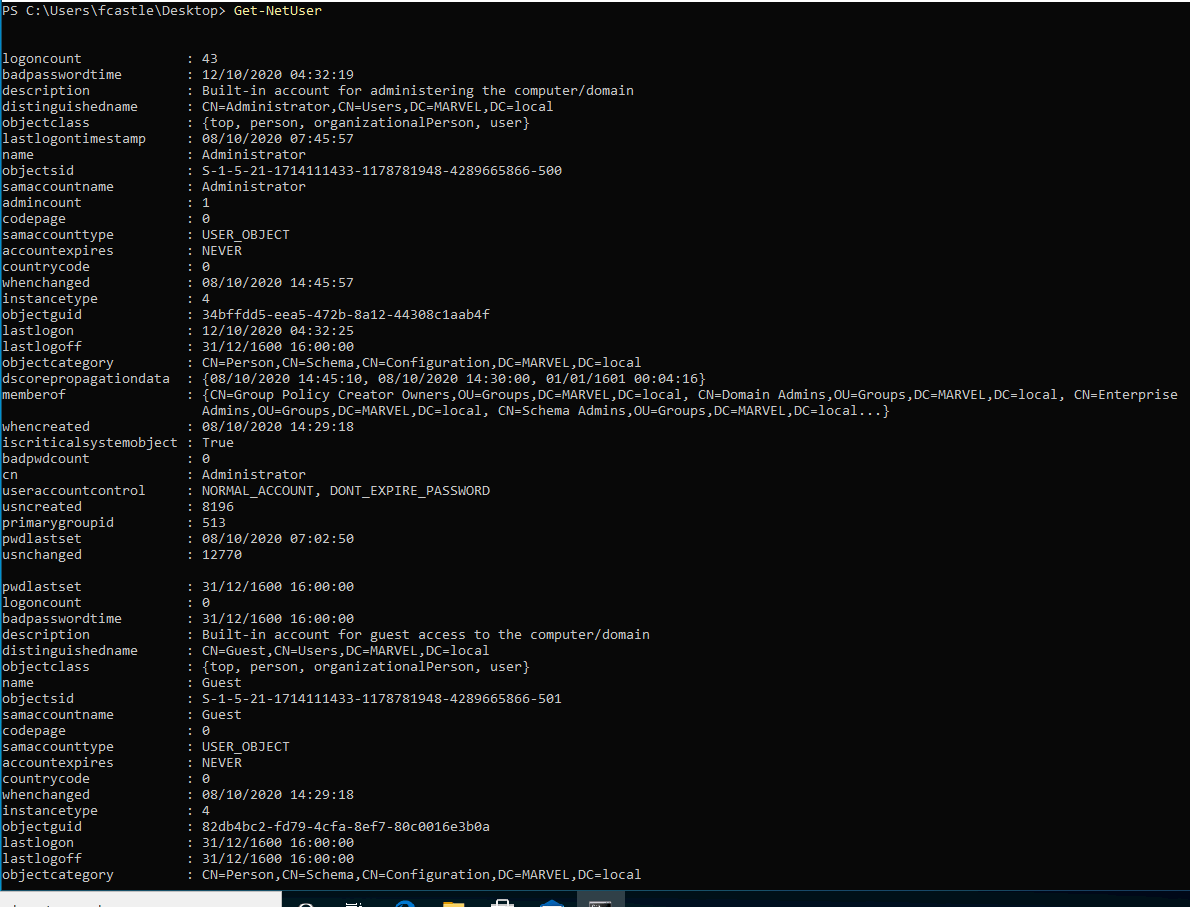 PS C:\Users\fcastle\Desktop> Get-NetUser
logoncount : 43
badpasswordtime : 12/10/2020 04:32:19
description : Built-in account for administering the computer/domain
distinguishedname : CN=Administrator,CN=Users,DC=MARVEL,DC=local
objectclass : {top, person, organizationalPerson, user}
lastlogontimestamp : 08/10/2020 07:45:57
name : Administrator
objectsid : S-1-5-21-1714111433-1178781948-4289665866-500
samaccountname : Administrator
admincount : 1
codepage : 0
samaccounttype : USER_OBJECT
accountexpires : NEVER
countrycode : 0
whenchanged : 08/10/2020 14:45:57
instancetype : 4
objectguid : 34bffdd5-eea5-472b-8a12-44308c1aab4f
lastlogon : 12/10/2020 04:32:25
lastlogoff : 31/12/1600 16:00:00
objectcategory : CN=Person,CN=Schema,CN=Configuration,DC=MARVEL,DC=local
dscorepropagationdata : {08/10/2020 14:45:10, 08/10/2020 14:30:00, 01/01/1601 00:04:16}
memberof : {CN=Group Policy Creator Owners,OU=Groups,DC=MARVEL,DC=local, CN=Domain Admins,OU=Groups,DC=MARVEL,DC=local, CN=Enterprise
Admins,OU=Groups,DC=MARVEL,DC=local, CN=Schema Admins,OU=Groups,DC=MARVEL,DC=local...}
whencreated : 08/10/2020 14:29:18
iscriticalsystemobject : True
badpwdcount : 0
cn : Administrator
useraccountcontrol : NORMAL_ACCOUNT, DONT_EXPIRE_PASSWORD
usncreated : 8196
primarygroupid : 513
pwdlastset : 08/10/2020 07:02:50
usnchanged : 12770
pwdlastset : 31/12/1600 16:00:00
logoncount : 0
badpasswordtime : 31/12/1600 16:00:00
description : Built-in account for guest access to the computer/domain
distinguishedname : CN=Guest,CN=Users,DC=MARVEL,DC=local
objectclass : {top, person, organizationalPerson, user}
name : Guest
objectsid : S-1-5-21-1714111433-1178781948-4289665866-501
samaccountname : Guest
codepage : 0
samaccounttype : USER_OBJECT
accountexpires : NEVER
countrycode : 0
whenchanged : 08/10/2020 14:29:18
instancetype : 4
objectguid : 82db4bc2-fd79-4cfa-8ef7-80c0016e3b0a
lastlogon : 31/12/1600 16:00:00
lastlogoff : 31/12/1600 16:00:00
objectcategory : CN=Person,CN=Schema,CN=Configuration,DC=MARVEL,DC=local